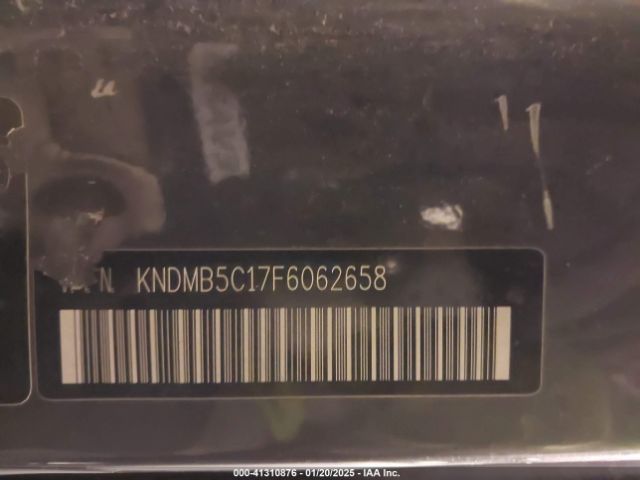 KNDMB5C17F6062658
000-41310876 - 01/20/2025 - IAA Inc.